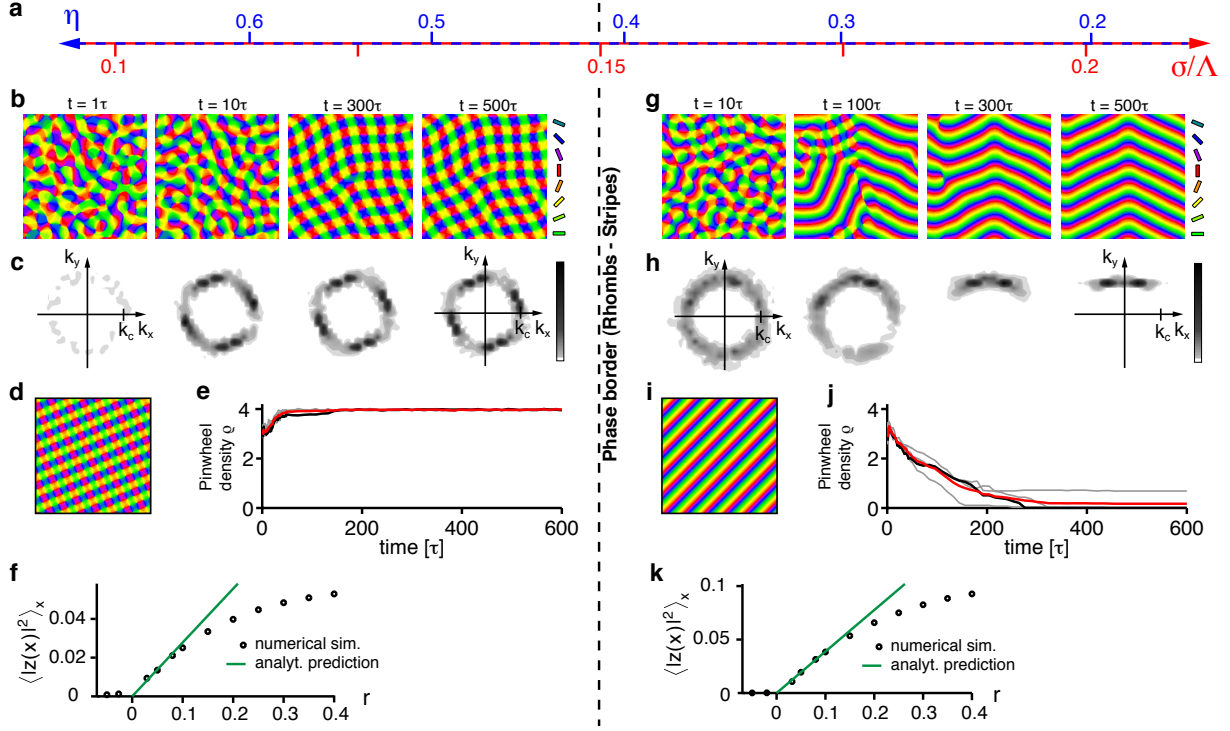 a
η 0.6 0.5 0.4 0.3 0.2
0.1 0.15 0.2 σ/Λ
b t = 1τ t = 10τ t = 300τ t = 500τ
g t = 10τ t = 100τ t = 300τ t = 500τ
Phase border (Rhombs - Stripes)
c k_y k_y
k_c k_x k_c k_x
h k_y k_y
k_c k_x k_c k_x
d
e
Pinwheel
density ϱ
4
2
0
0 200 400 600
time [τ]
i
j
Pinwheel
density ϱ
4
2
0
0 200 400 600
time [τ]
f
⟨|z(x)|²⟩ₓ
0.04
0.02
0
numerical sim.
analyt. prediction
r
0 0.1 0.2 0.3 0.4
k
⟨|z(x)|²⟩ₓ
0.1
0.05
0
numerical sim.
analyt. prediction
r
0 0.1 0.2 0.3 0.4